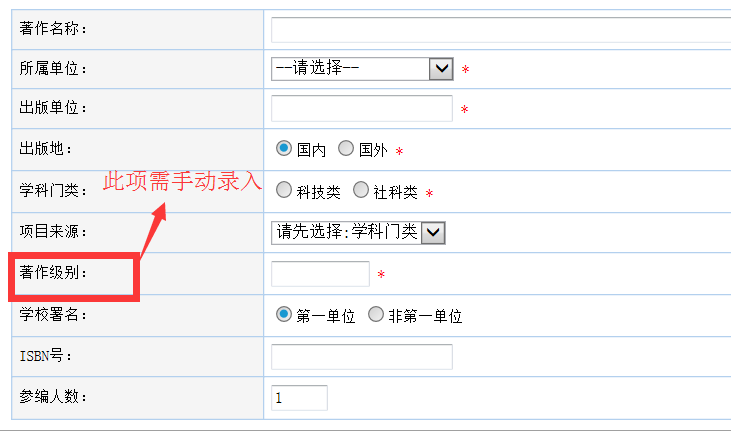 著作名称：
所属单位： --请选择-- *
出版单位： *
出版地： 国内 国外 *
此项需手动录入
学科门类： 科技类 社科类 *
项目来源： 请先选择:学科门类
著作级别： *
学校署名： 第一单位 非第一单位
ISBN号：
参编人数： 1